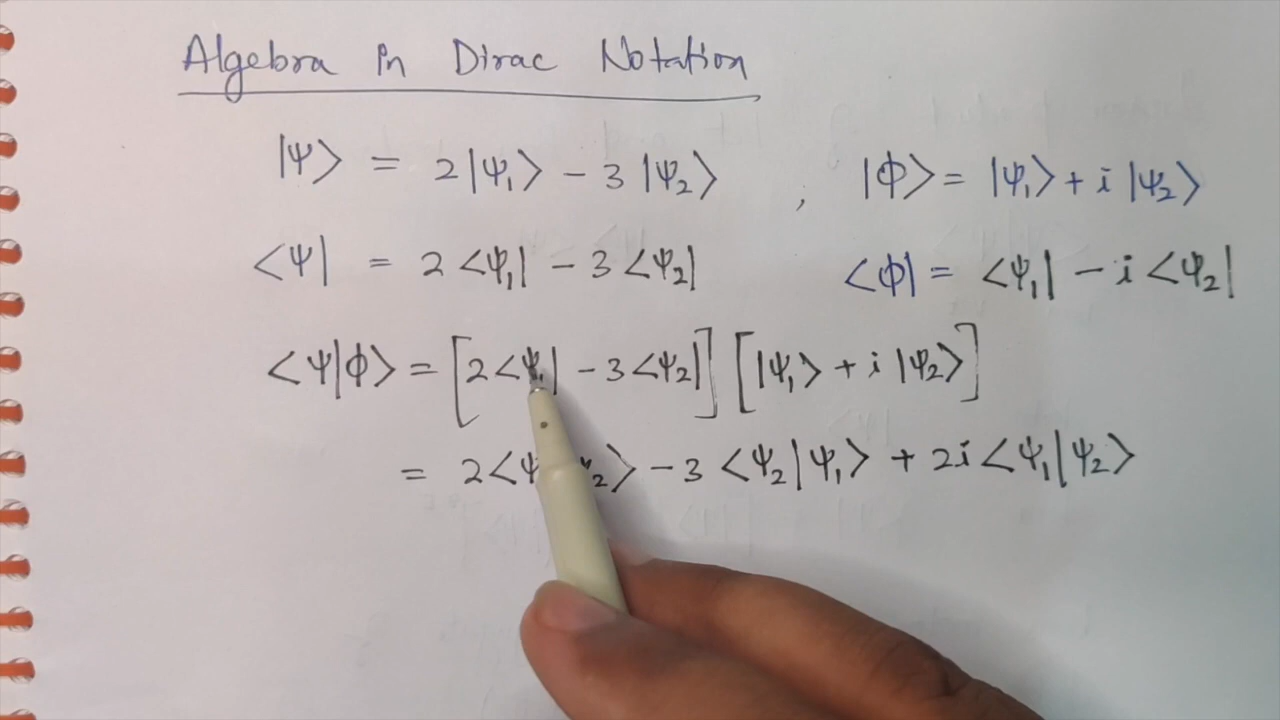 Algebra in Dirac Notation
|ψ⟩ = 2|ψ₁⟩ − 3|ψ₂⟩ , |ϕ⟩ = |ψ₁⟩ + i|ψ₂⟩
<ψ| = 2<ψ₁| − 3<ψ₂| <ϕ| = <ψ₁| − i<ψ₂|
<ψ|ϕ⟩ = [2<ψ₁| − 3<ψ₂|] [|ψ₁⟩ + i|ψ₂⟩]
= 2<ψ ₂⟩ − 3<ψ₂|ψ₁⟩ + 2i<ψ₁|ψ₂⟩